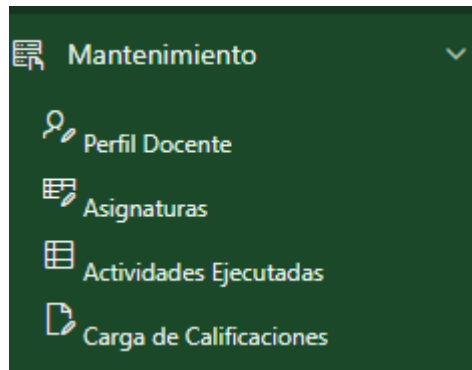 Mantenimiento
Perfil Docente
Asignaturas
Actividades Ejecutadas
Carga de Calificaciones